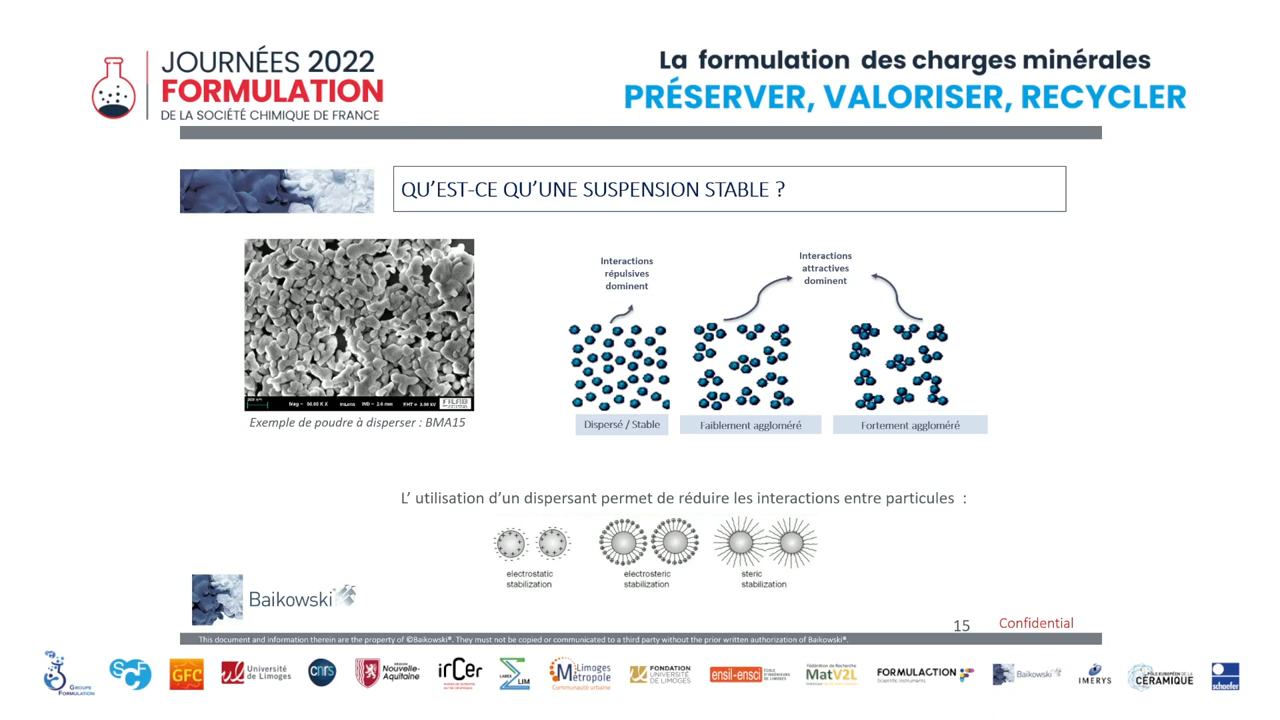 JOURNÉES 2022
FORMULATION
DE LA SOCIÉTÉ CHIMIQUE DE FRANCE
La formulation des charges minérales
PRÉSERVER, VALORISER, RECYCLER
QU'EST-CE QU'UNE SUSPENSION STABLE ?
Interactions
répulsives
dominent
Interactions
attractives
dominent
Dispersé / Stable
Faiblement aggloméré
Fortement aggloméré
Exemple de poudre à disperser : BMA15
L' utilisation d'un dispersant permet de réduire les interactions entre particules :
electrostatic
stabilization
electrosteric
stabilization
steric
stabilization
Baikowski
15
Confidential
This document and information therein are the property of ©Baikowski®. They must not be copied or communicated to a third party without the prior written authorization of Baikowski®.
GROUPE
FORMULATION
SCF
GFC
Université
de Limoges
cnrs
Nouvelle-
Aquitaine
irCer
LABEX
LIM
Limoges
Métropole
Communauté urbaine
FONDATION
UNIVERSITÉ
DE LIMOGES
ensil-ensci
Fédération de Recherche
MatV2L
FORMULACTION
Scientific instruments
Baikowski
IMERYS
PÔLE EUROPÉEN DE LA
CÉRAMIQUE
schaefer